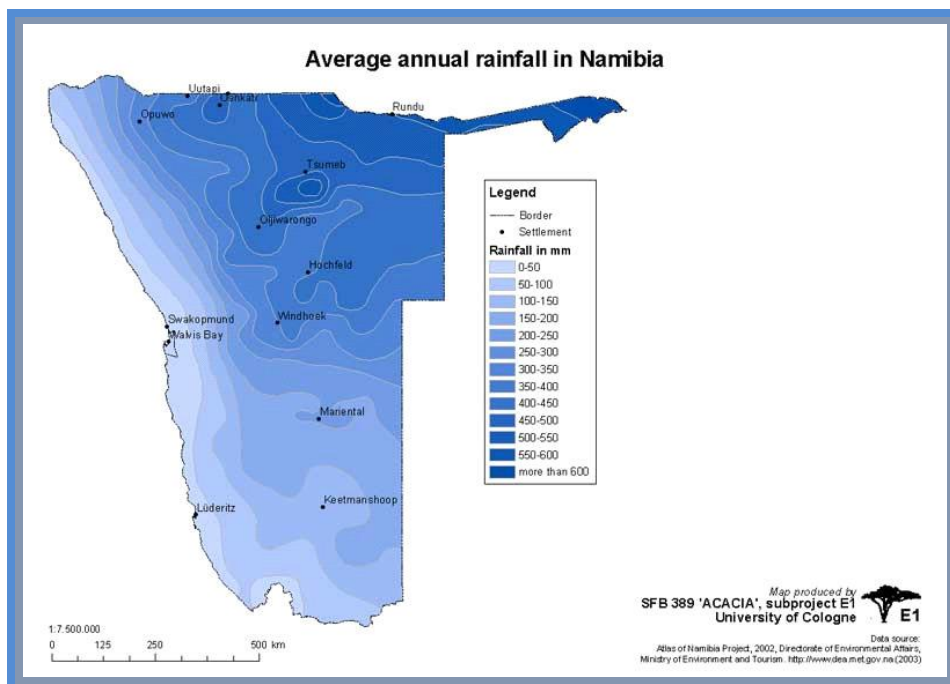 Average annual rainfall in Namibia
Uutapi
Oshkati
Rundu
Opuwo
Tsumeb
Otjiwarongo
Hochfeld
Swakopmund
Windhoek
Walvis Bay
Mariental
Keetmanshoop
Lüderitz
Legend
Border
Settlement
Rainfall in mm
0-50
50-100
100-150
150-200
200-250
250-300
300-350
350-400
400-450
450-500
500-550
550-600
more than 600
Map produced by
SFB 389 'ACACIA', subproject E1
University of Cologne
E1
Data source:
Atlas of Namibia Project, 2002, Directorate of Environmental Affairs,
Ministry of Environment and Tourism. http://www.dea.met.gov.na (2003)
1:7.500.000
0 125 250 500 km